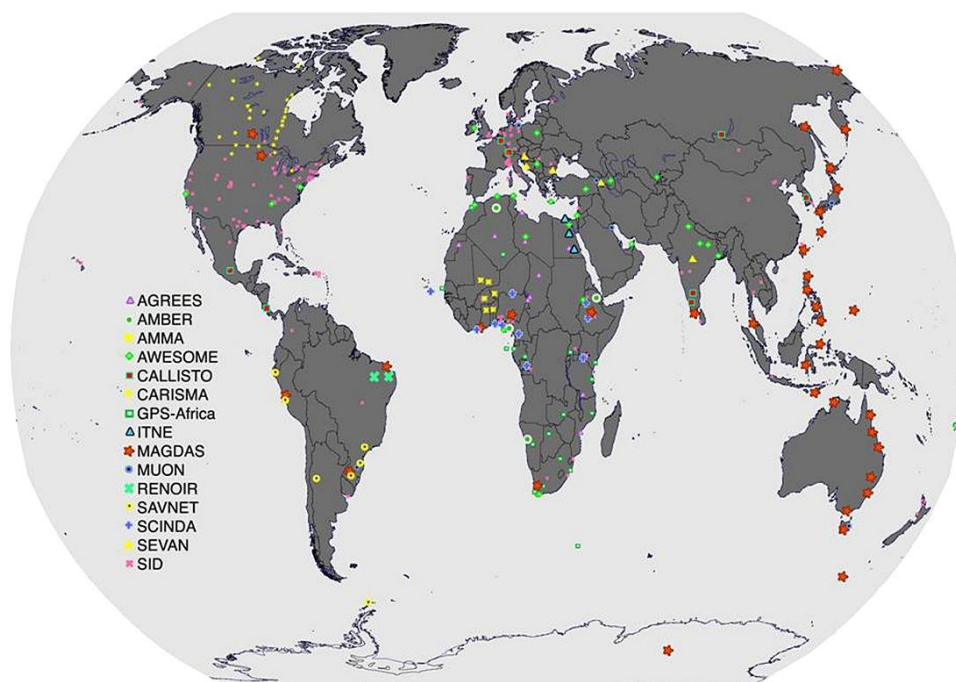 AGREES
AMBER
AMMA
AWESOME
CALLISTO
CARISMA
GPS-Africa
ITNE
MAGDAS
MUON
RENOIR
SAVNET
SCINDA
SEVAN
SID